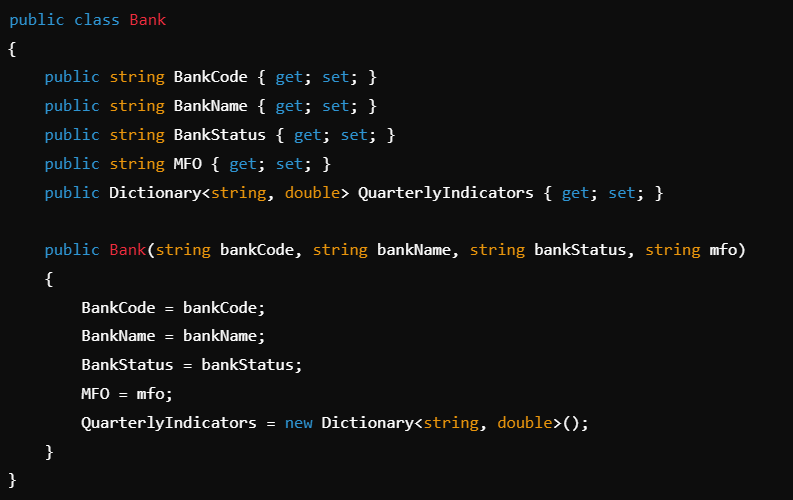 public class Bank
{
    public string BankCode { get; set; }
    public string BankName { get; set; }
    public string BankStatus { get; set; }
    public string MFO { get; set; }
    public Dictionary<string, double> QuarterlyIndicators { get; set; }

    public Bank(string bankCode, string bankName, string bankStatus, string mfo)
    {
        BankCode = bankCode;
        BankName = bankName;
        BankStatus = bankStatus;
        MFO = mfo;
        QuarterlyIndicators = new Dictionary<string, double>();
    }
}